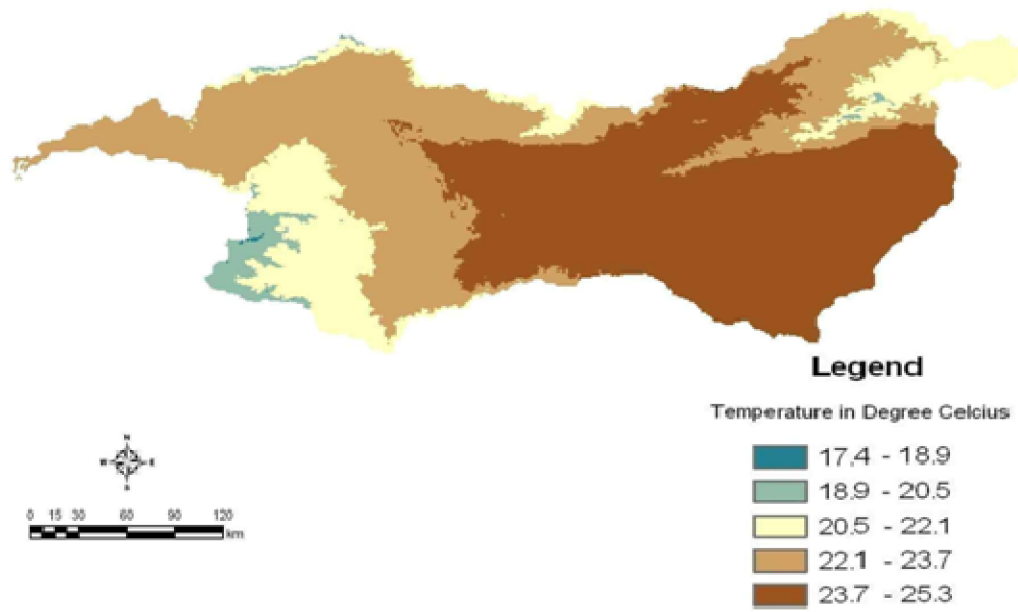 Legend
Temperature in Degree Gelcius
17.4 - 18.9
18.9 - 20.5
20.5 - 22.1
22.1 - 23.7
23.7 - 25.3
N
W E
S
0 15 30 60 90 120
km